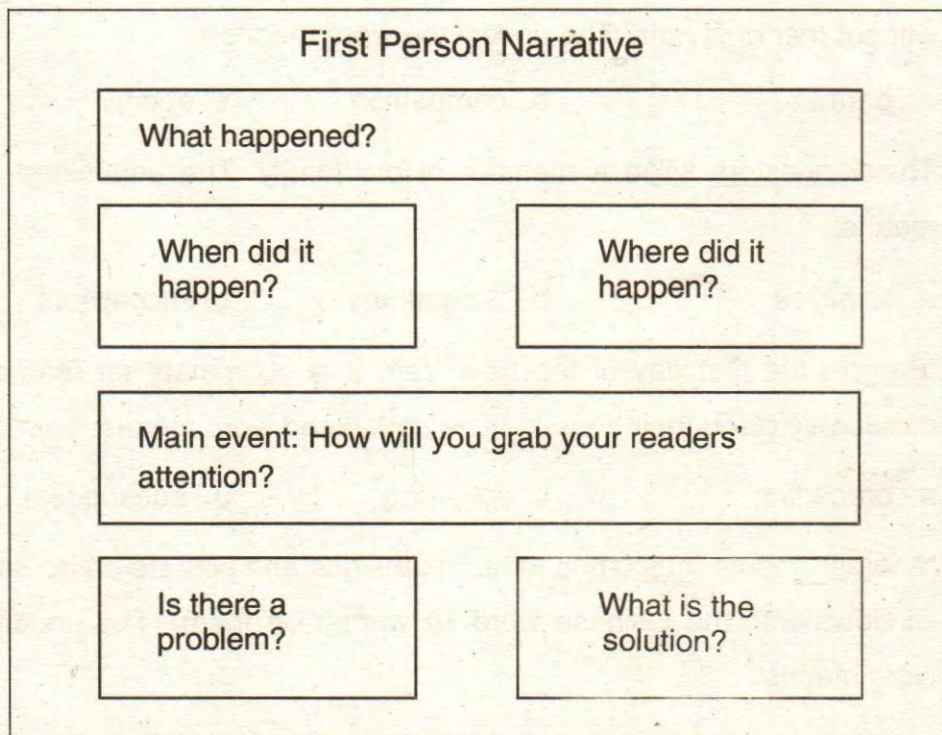 First Person Narrative
What happened?
When did it
happen?
Where did it
happen?
Main event: How will you grab your readers'
attention?
Is there a
problem?
What is the
solution?